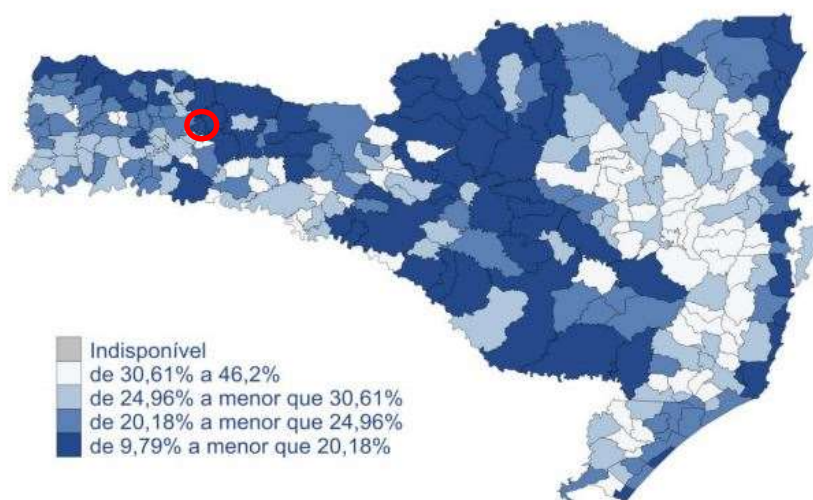 Indisponível
de 30,61% a 46,2%
de 24,96% a menor que 30,61%
de 20,18% a menor que 24,96%
de 9,79% a menor que 20,18%